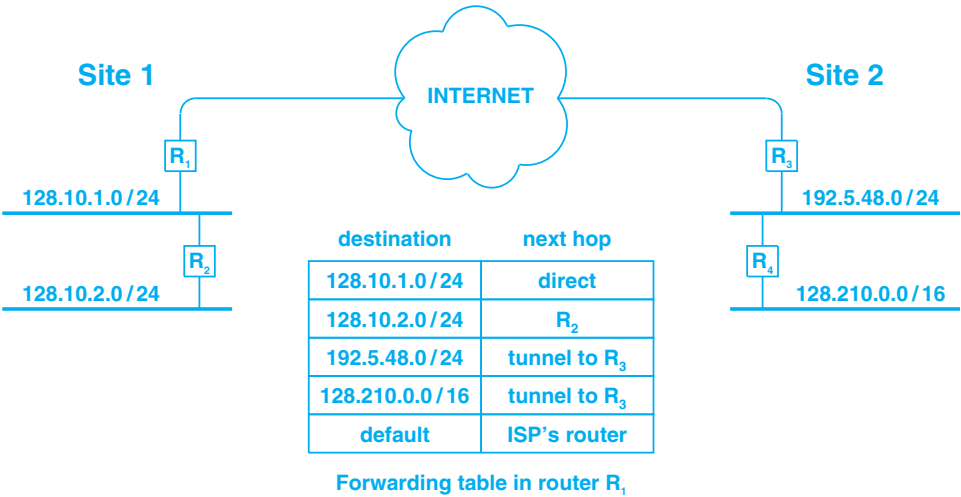 Site 1
Site 2
INTERNET
R1
R3
128.10.1.0 / 24
192.5.48.0 / 24
R2
R4
128.10.2.0 / 24
128.210.0.0 / 16
destination next hop
128.10.1.0 / 24 direct
128.10.2.0 / 24 R2
192.5.48.0 / 24 tunnel to R3
128.210.0.0 / 16 tunnel to R3
default ISP's router
Forwarding table in router R1